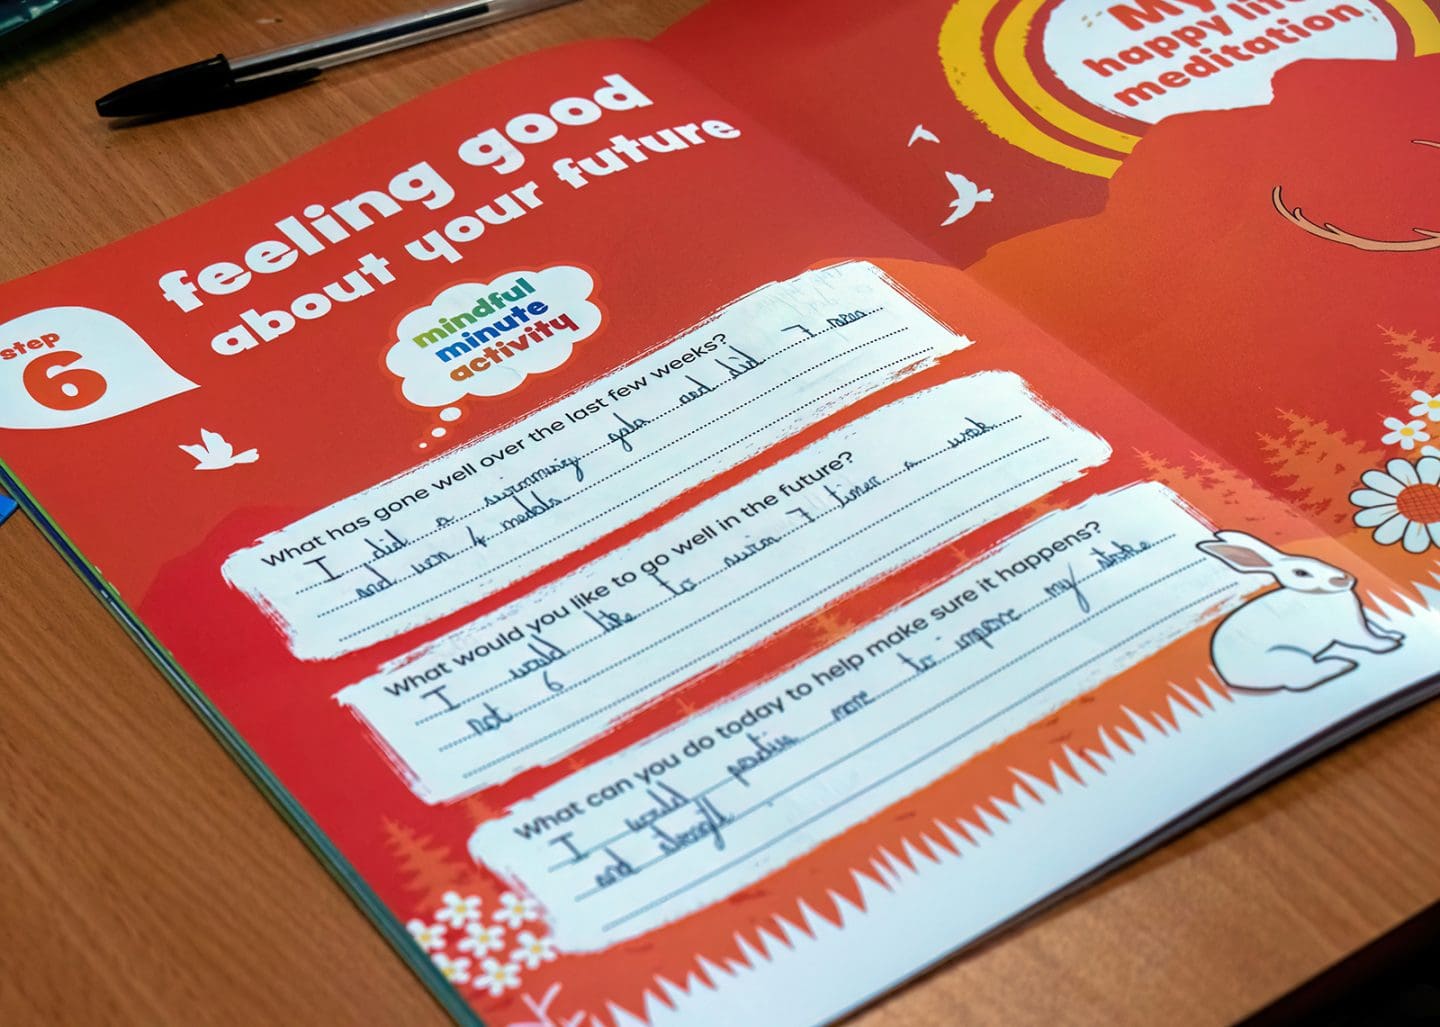 step
6
feeling good
about your future
mindful
minute
activity
What has gone well over the last few weeks?
I did a swimming gala and did 7 races
and won 4 medals
What would you like to go well in the future?
I would like to swim 7 times a week
not 6
What can you do today to help make sure it happens?
I would practise more to improve my stroke
and strength
My
happy life
meditation